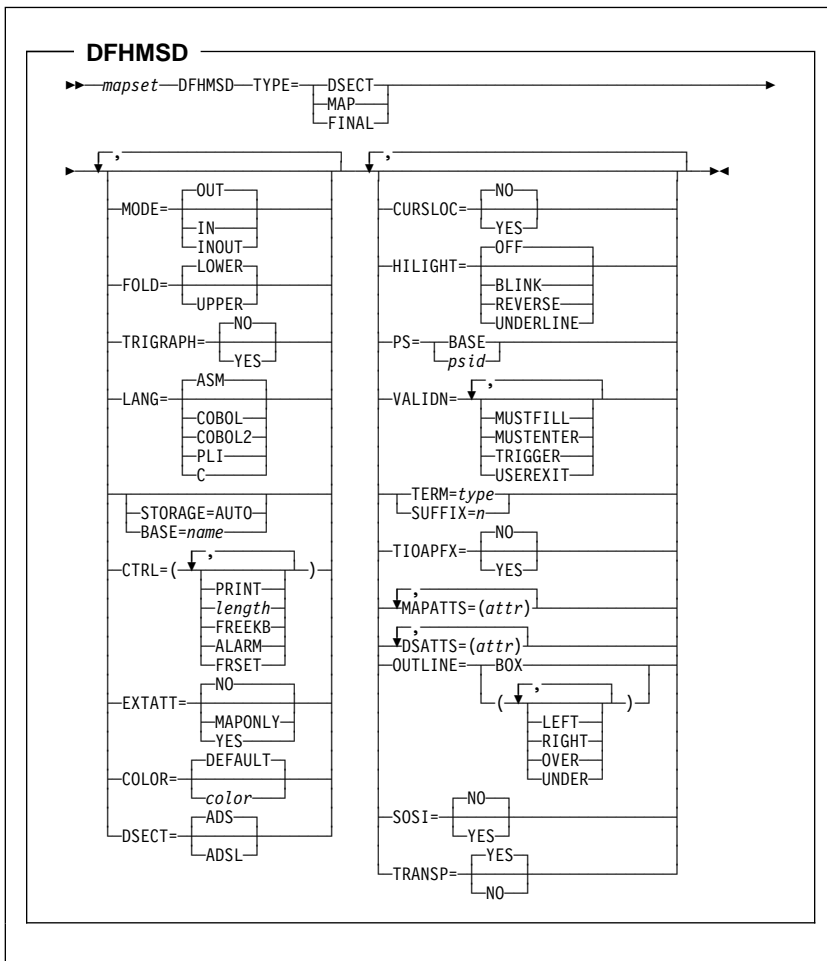 DFHMSD
mapset DFHMSD TYPE= DSECT
MAP
FINAL
,
MODE= OUT
IN
INOUT
FOLD= LOWER
UPPER
TRIGRAPH= NO
YES
LANG= ASM
COBOL
COBOL2
PLI
C
STORAGE=AUTO
BASE=name
CTRL=( , )
PRINT
length
FREEKB
ALARM
FRSET
EXTATT= NO
MAPONLY
YES
COLOR= DEFAULT
color
DSECT= ADS
ADSL
,
CURSLOC= NO
YES
HILIGHT= OFF
BLINK
REVERSE
UNDERLINE
PS= BASE
psid
VALIDN= ,
MUSTFILL
MUSTENTER
TRIGGER
USEREXIT
TERM=type
SUFFIX=n
TIOAPFX= NO
YES
,
MAPATTS=(attr)
,
DSATTS=(attr)
OUTLINE= BOX
( , )
LEFT
RIGHT
OVER
UNDER
SOSI= NO
YES
TRANSP= YES
NO